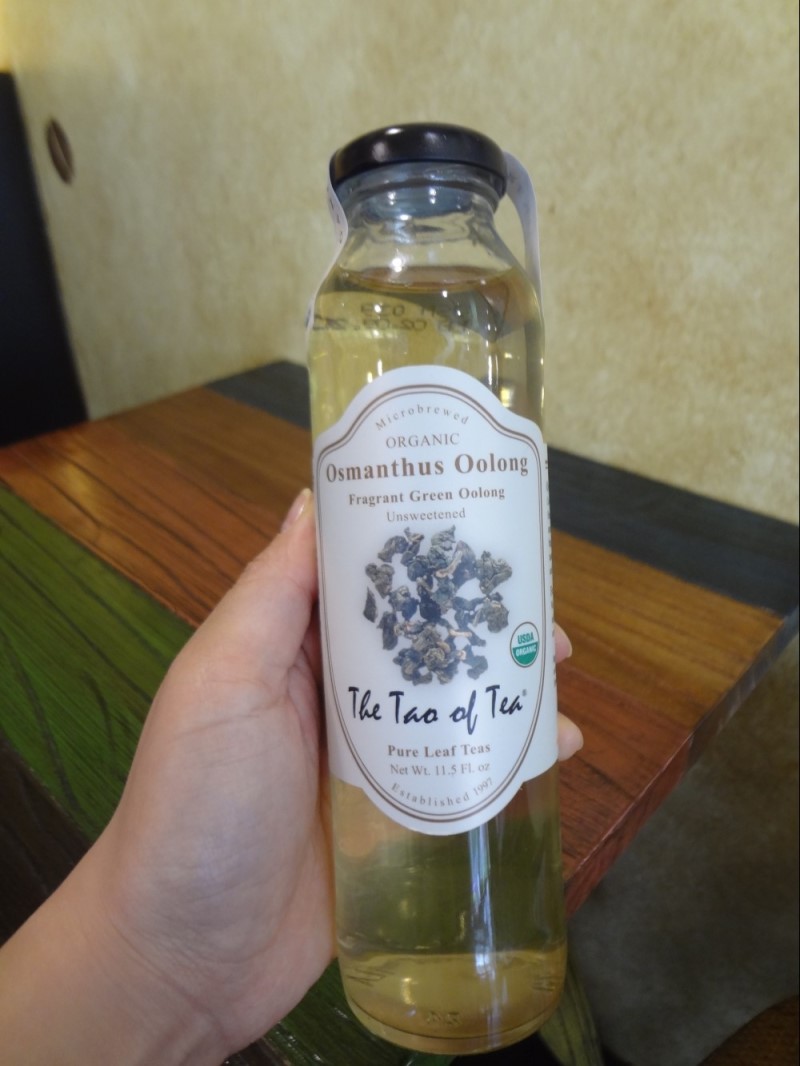 Microbrewed
ORGANIC
Osmanthus Oolong
Fragrant Green Oolong
Unsweetened
USDA
ORGANIC
The Tao of Tea®
Pure Leaf Teas
Net Wt. 11.5 Fl. oz
Established 1997